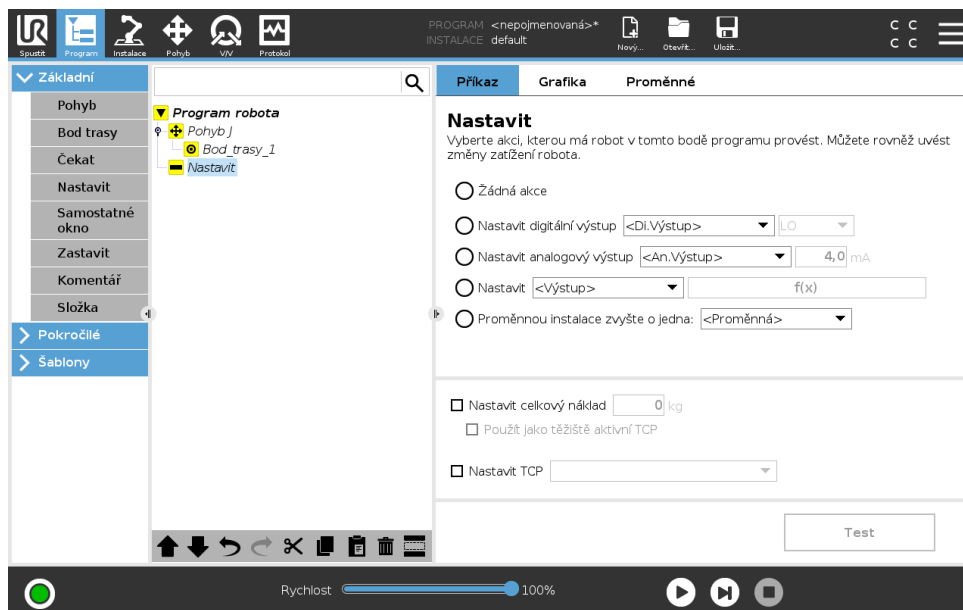 PROGRAM <nepojmenovaná>*
INSTALACE default
Spustit
Program
Instalace
Pohyb
V/V
Protokol
Nový...
Otevřít...
Uložit...
C C
C C
Základní
Pohyb
Bod trasy
Čekat
Nastavit
Samostatné
okno
Zastavit
Komentář
Složka
Pokročilé
Šablony
Program robota
Pohyb J
Bod_trasy_1
Nastavit
Příkaz
Grafika
Proměnné
Nastavit
Vyberte akci, kterou má robot v tomto bodě programu provést. Můžete rovněž uvést
změny zatížení robota.
Žádná akce
Nastavit digitální výstup <Di.Výstup> LO
Nastavit analogový výstup <An.Výstup> 4,0 mA
Nastavit <Výstup> f(x)
Proměnnou instalace zvyšte o jedna: <Proměnná>
Nastavit celkový náklad 0 kg
Použít jako těžiště aktivní TCP
Nastavit TCP
Test
Rychlost 100%